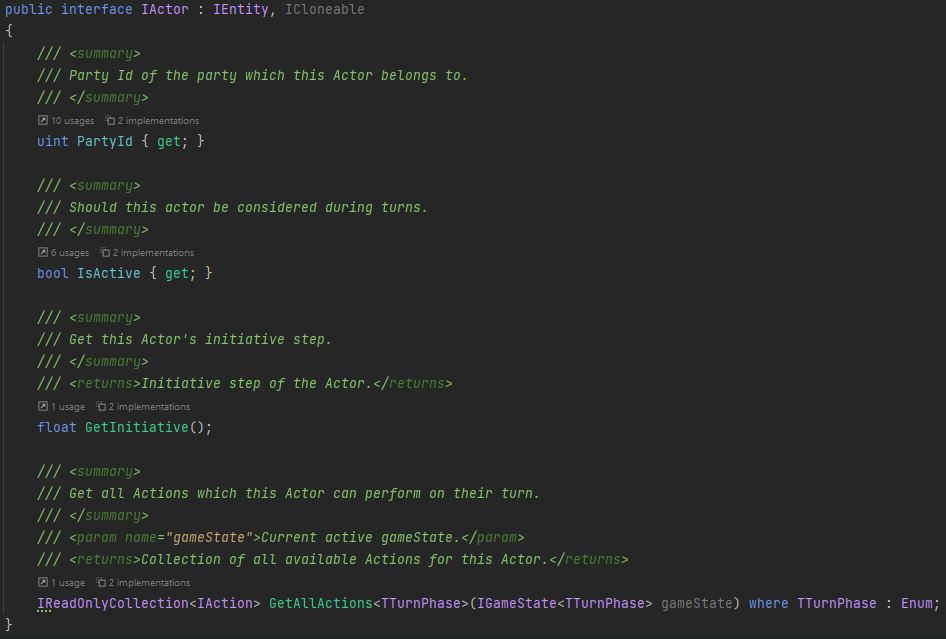 public interface IActor : IEntity, ICloneable
{
/// <summary>
/// Party Id of the party which this Actor belongs to.
/// </summary>
10 usages 2 implementations
uint PartyId { get; }
/// <summary>
/// Should this actor be considered during turns.
/// </summary>
6 usages 2 implementations
bool IsActive { get; }
/// <summary>
/// Get this Actor's initiative step.
/// </summary>
/// <returns>Initiative step of the Actor.</returns>
1 usage 2 implementations
float GetInitiative();
/// <summary>
/// Get all Actions which this Actor can perform on their turn.
/// </summary>
/// <param name="gameState">Current active gameState.</param>
/// <returns>Collection of all available Actions for this Actor.</returns>
1 usage 2 implementations
IReadOnlyCollection<IAction> GetAllActions<TTurnPhase>(IGameState<TTurnPhase> gameState) where TTurnPhase : Enum;
}